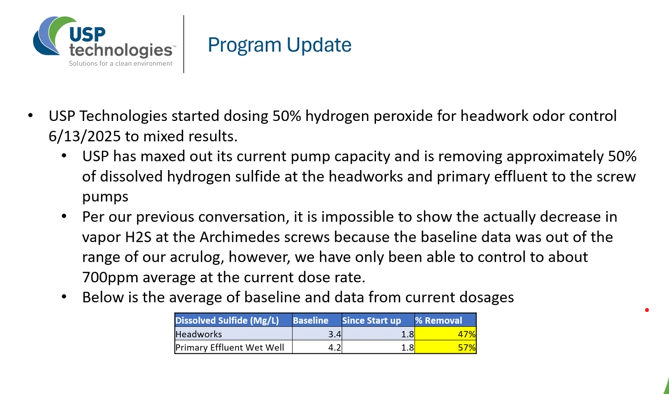 USP
technologies™
Solutions for a clean environment
Program Update
• USP Technologies started dosing 50% hydrogen peroxide for headwork odor control
6/13/2025 to mixed results.
• USP has maxed out its current pump capacity and is removing approximately 50%
of dissolved hydrogen sulfide at the headworks and primary effluent to the screw
pumps
• Per our previous conversation, it is impossible to show the actually decrease in
vapor H2S at the Archimedes screws because the baseline data was out of the
range of our acrulog, however, we have only been able to control to about
700ppm average at the current dose rate.
• Below is the average of baseline and data from current dosages
Dissolved Sulfide (Mg/L) Baseline Since Start up % Removal
Headworks 3.4 1.8 47%
Primary Effluent Wet Well 4.2 1.8 57%